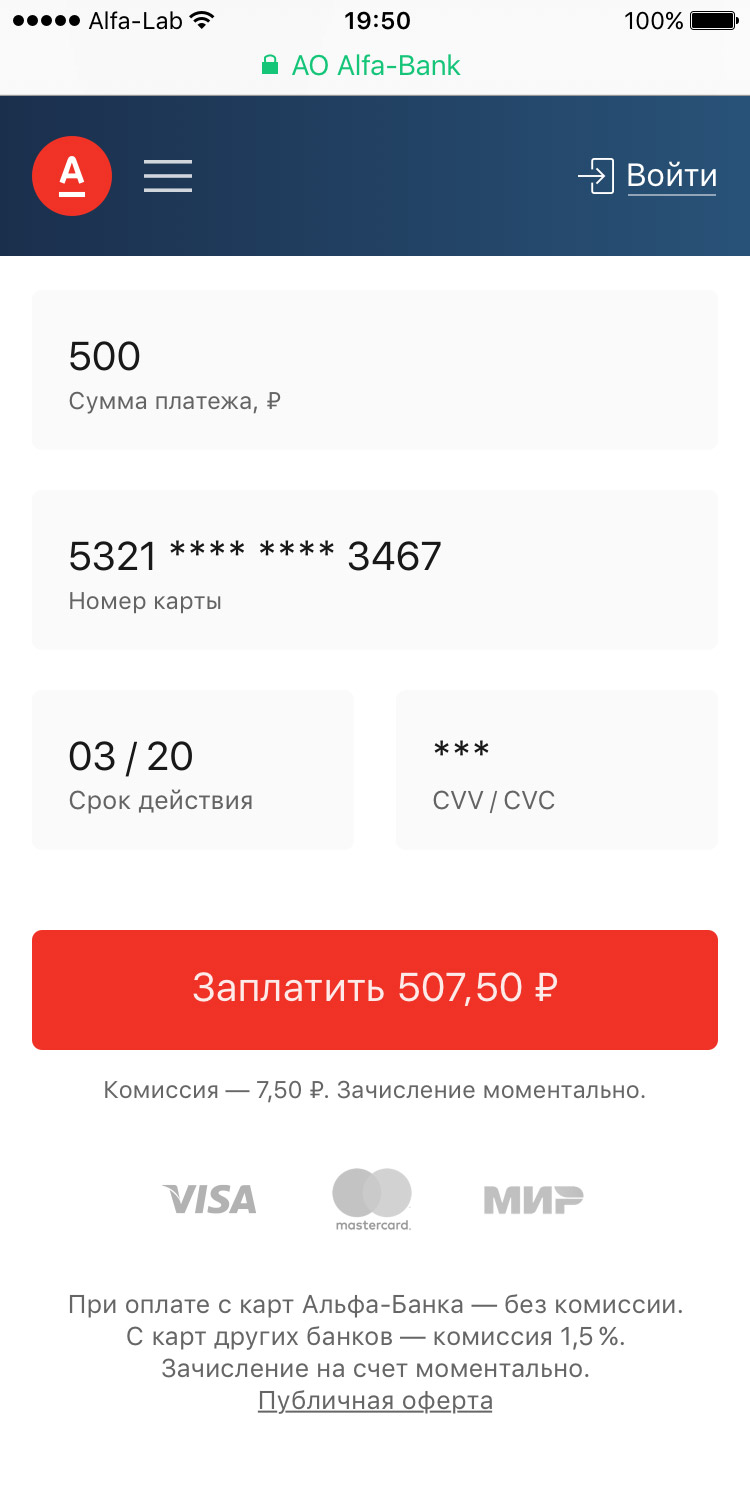 Alfa-Lab 19:50 100%
AO Alfa-Bank
А Войти
500
Сумма платежа, ₽
5321 **** **** 3467
Номер карты
03 / 20 ***
Срок действия CVV / CVC
Заплатить 507,50 ₽
Комиссия — 7,50 ₽. Зачисление моментально.
VISA mastercard. МИР
При оплате с карт Альфа-Банка — без комиссии.
С карт других банков — комиссия 1,5 %.
Зачисление на счет моментально.
Публичная оферта